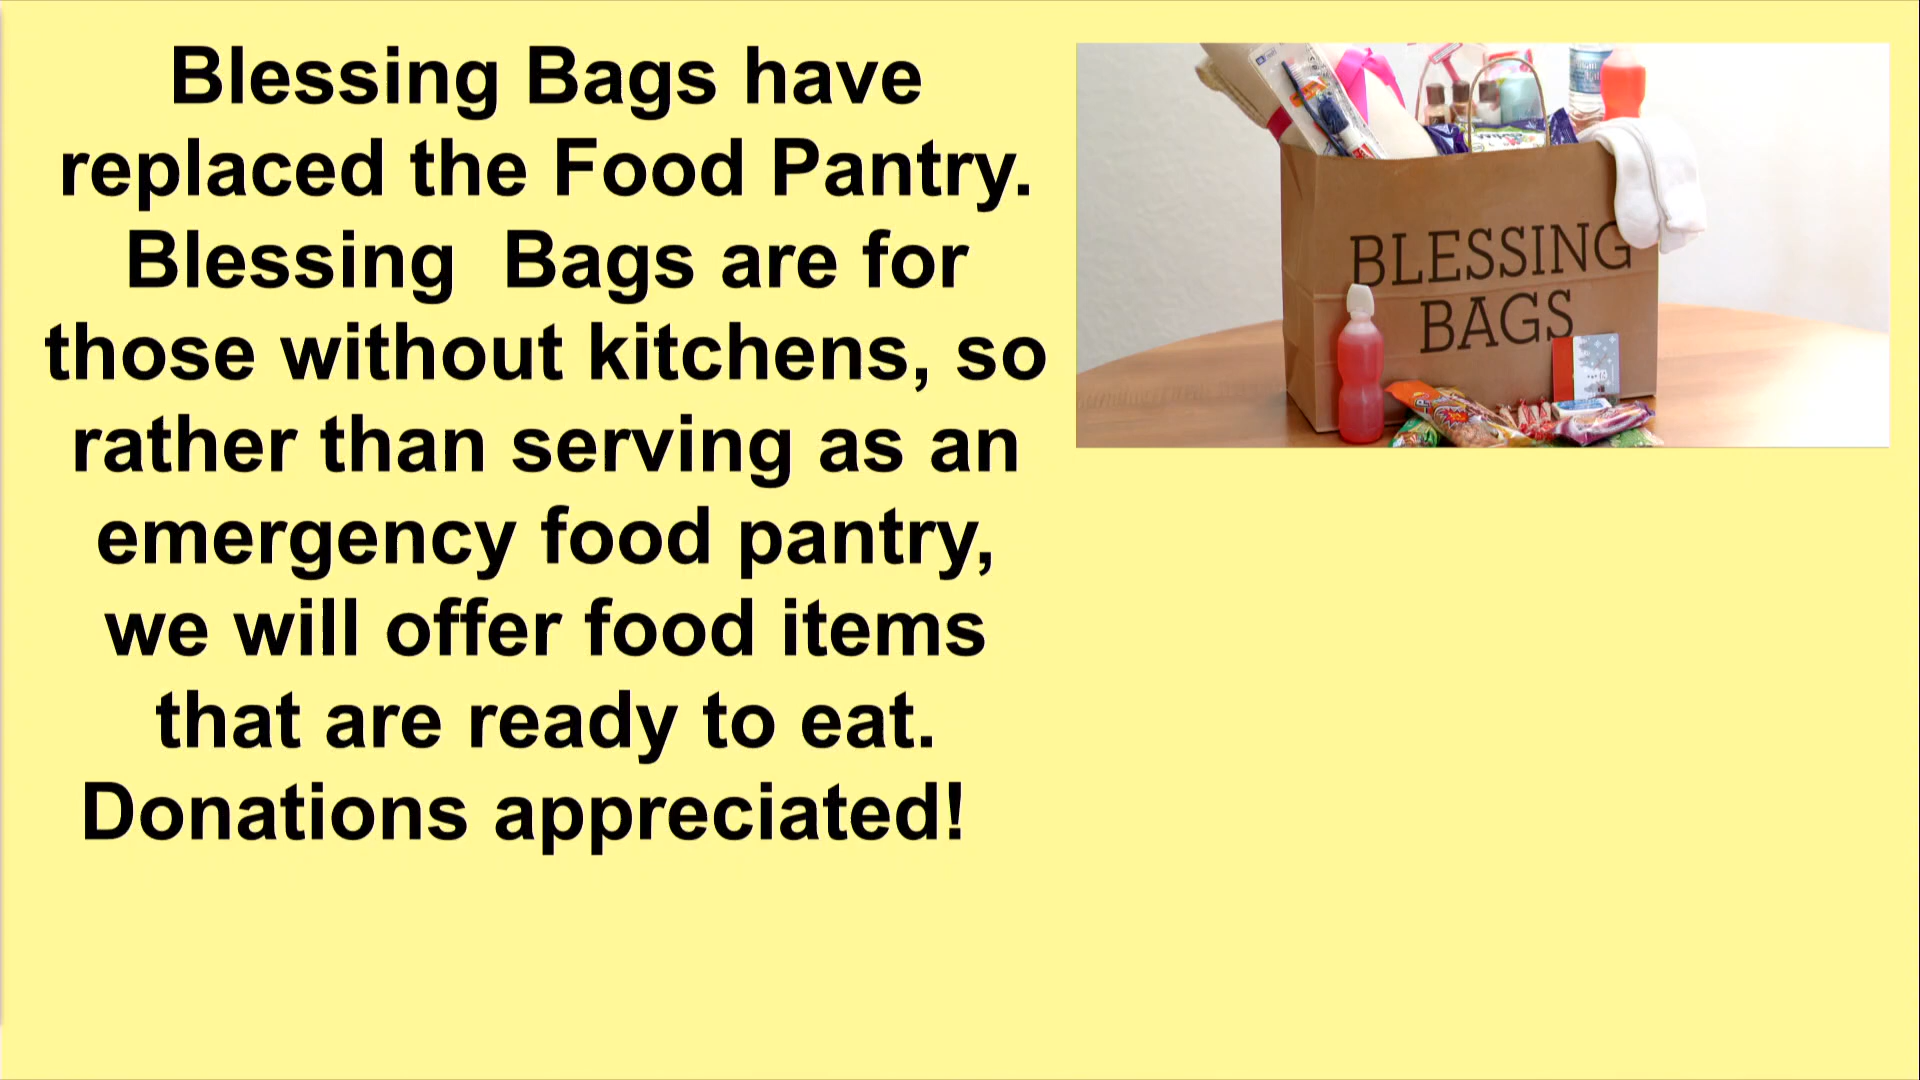 Blessing Bags have
replaced the Food Pantry.
Blessing  Bags are for
those without kitchens, so
rather than serving as an
emergency food pantry,
we will offer food items
that are ready to eat.
Donations appreciated!
BLESSING
BAGS